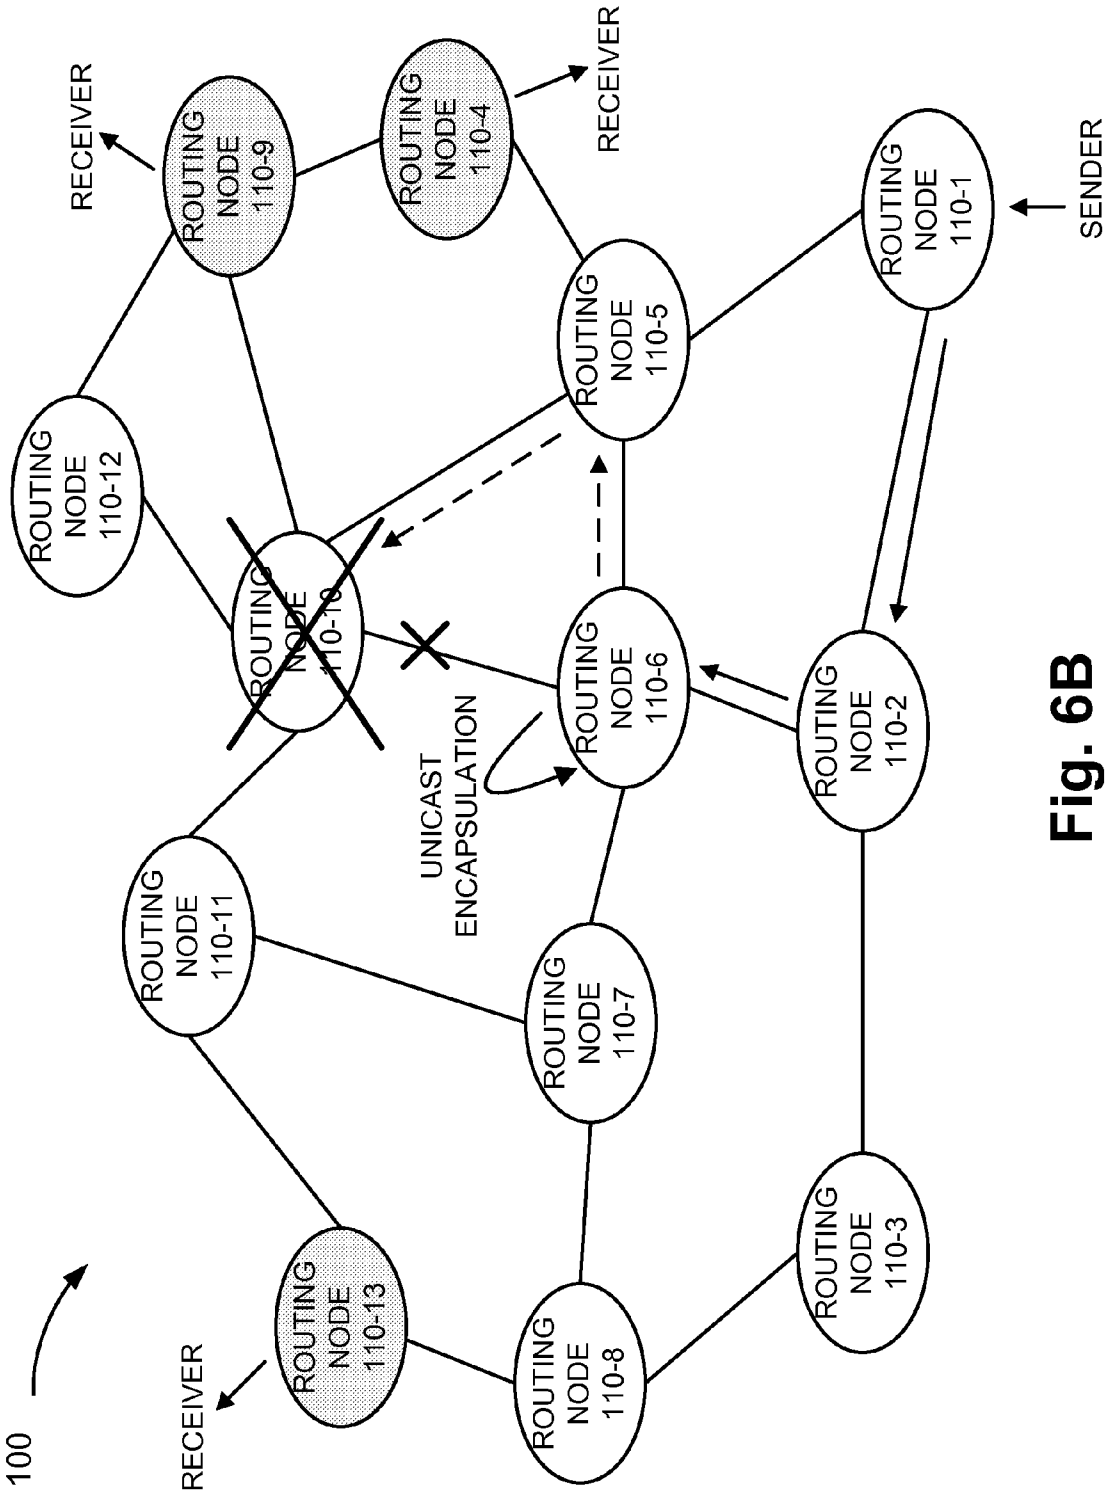 100
RECEIVER
ROUTING
NODE
110-13
ROUTING
NODE
110-8
ROUTING
NODE
110-3
ROUTING
NODE
110-11
ROUTING
NODE
110-7
UNICAST
ENCAPSULATION
ROUTING
NODE
110-10
ROUTING
NODE
110-6
ROUTING
NODE
110-2
ROUTING
NODE
110-12
ROUTING
NODE
110-5
RECEIVER
ROUTING
NODE
110-9
ROUTING
NODE
110-4
RECEIVER
ROUTING
NODE
110-1
SENDER
Fig. 6B